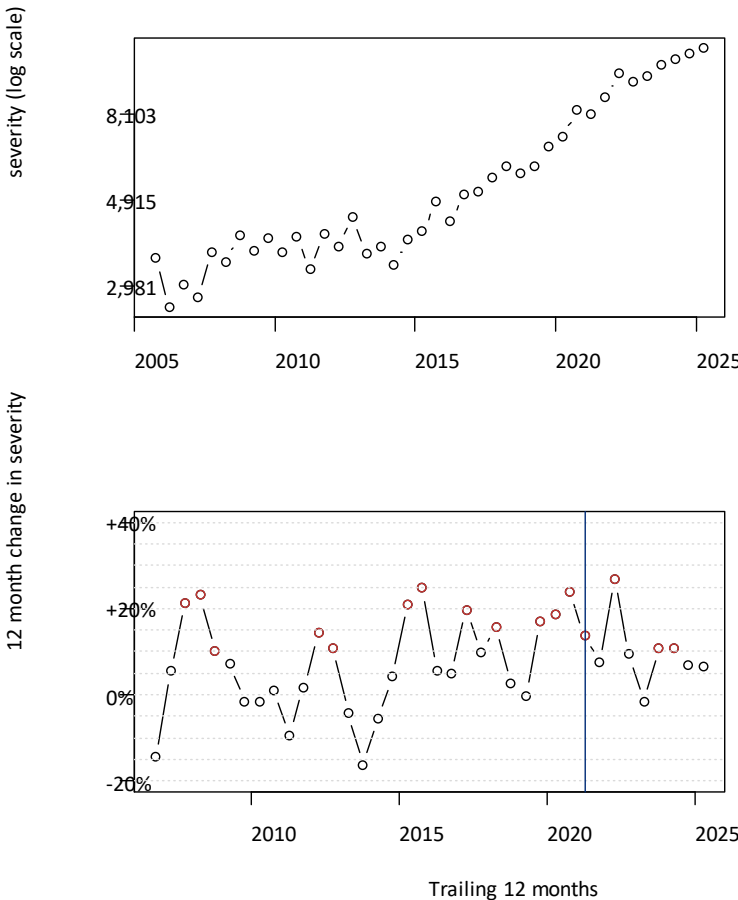 severity (log scale)
8,103
4,915
2,981
2005 2010 2015 2020 2025
12 month change in severity
+40%
+20%
0%
-20%
2010 2015 2020 2025
Trailing 12 months